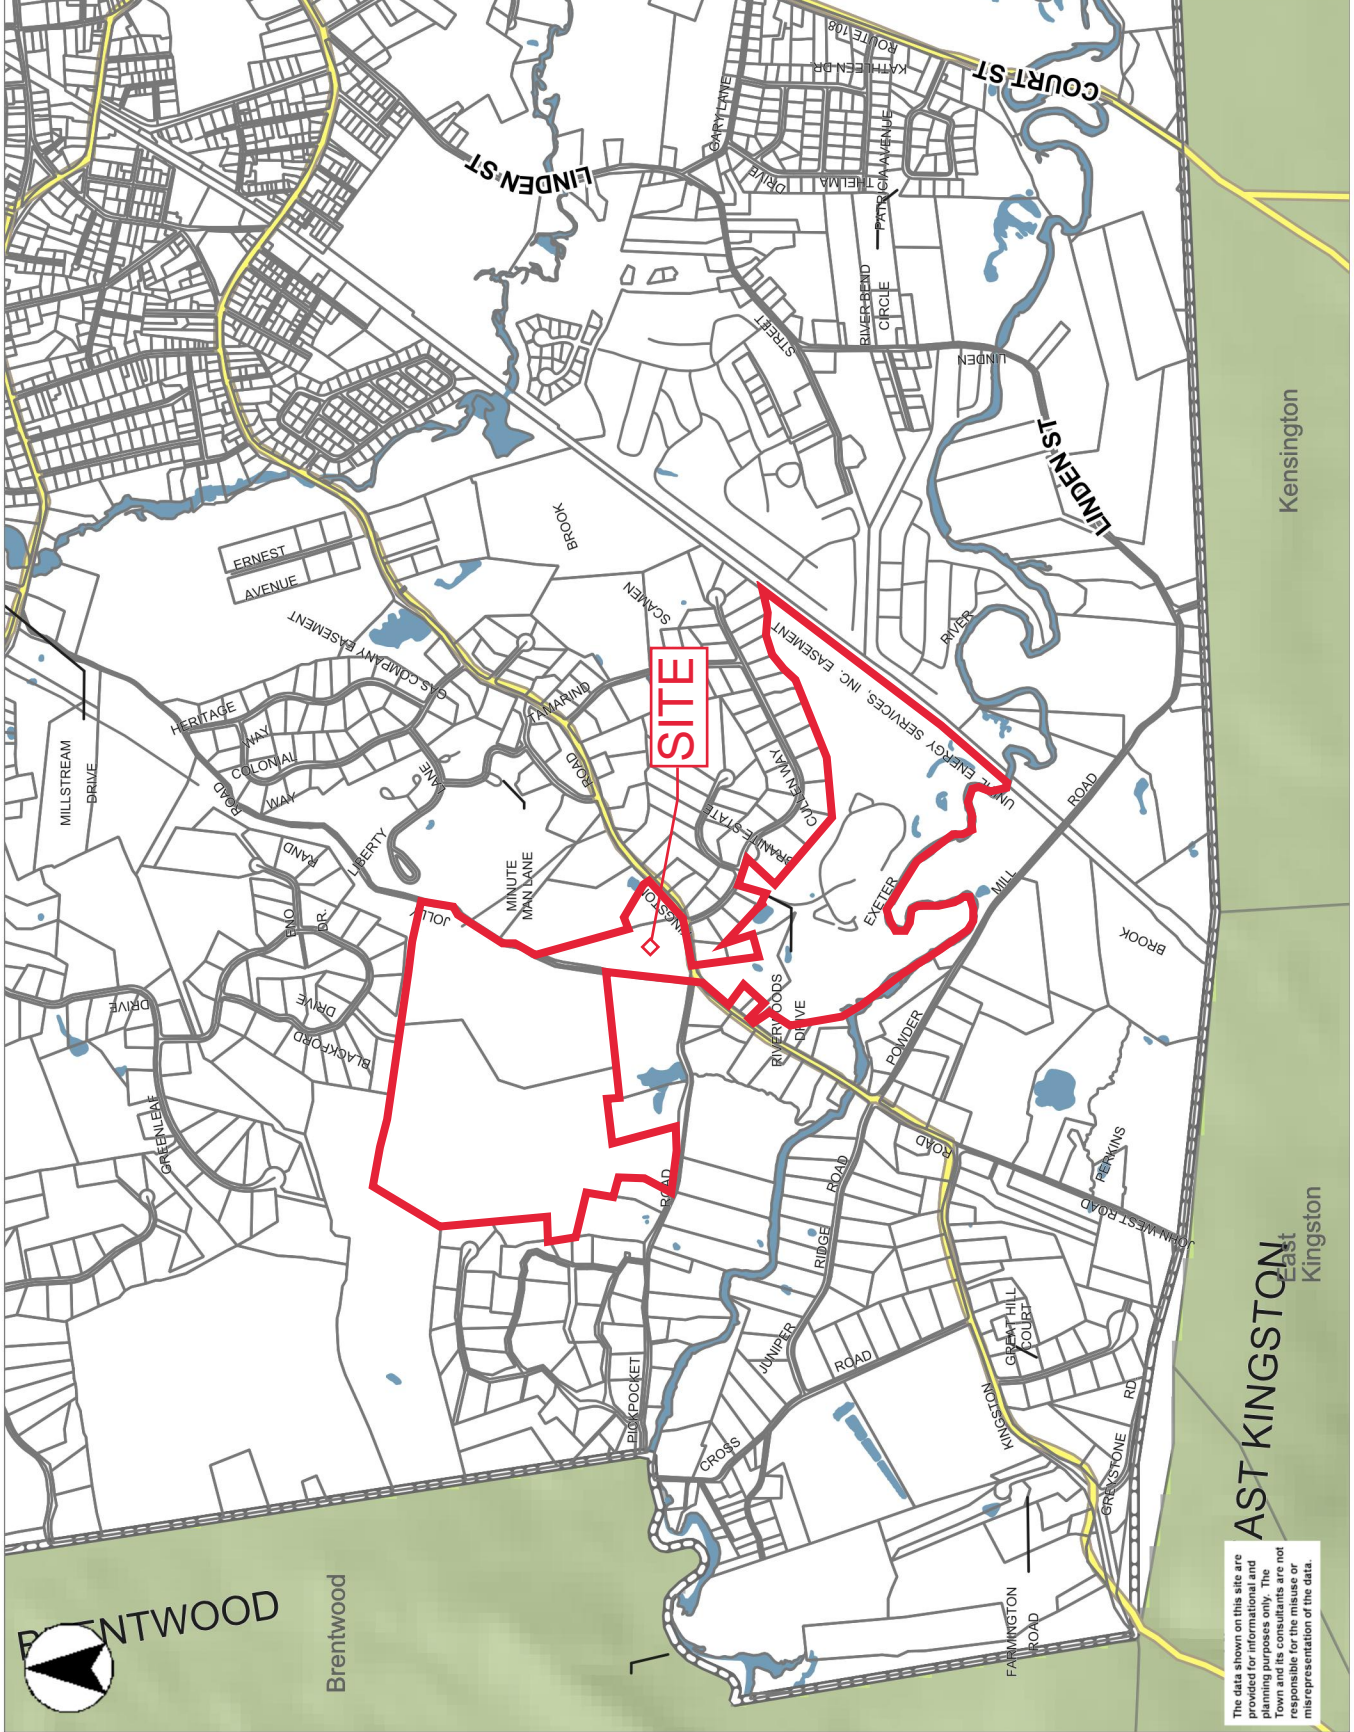 BRENTWOOD
Brentwood
MILLSTREAM
DRIVE
HERITAGE
WAY
COLONIAL
WAY
ROAD
RAND
LIBERTY
LANE
ENO
DR.
DRIVE
GREENLEAF
BLACKFORD
DRIVE
JOLLY
ERNEST
AVENUE
GAS COMPANY EASEMENT
BROOK
SCAMEN
TAMARIND
ROAD
MINUTE
MAN LANE
SITE
KINGSTON
GRANITE STATE
CULLEN WAY
UNITIL ENERGY SERVICES, INC. EASEMENT
EXETER
RIVER
RIVERWOODS
DRIVE
POWDER
MILL
ROAD
BROOK
LINDEN ST
GARY LANE
DRIVE
THELMA
PATRICIA AVENUE
KATHLEEN DR.
ROUTE 108
COURT ST
STREET
RIVER BEND
CIRCLE
LINDEN
LINDEN ST
Kensington
ROAD
PICKPOCKET
ROAD
RIDGE
JUNIPER
ROAD
CROSS
ROAD
PERKINS
JOHN WEST ROAD
GREAT HILL
COURT
KINGSTON
RD
GREYSTONE
FARMINGTON
ROAD
AST KINGSTON
East
Kingston
The data shown on this site are
provided for informational and
planning purposes only. The
Town and its consultants are not
responsible for the misuse or
misrepresentation of the data.